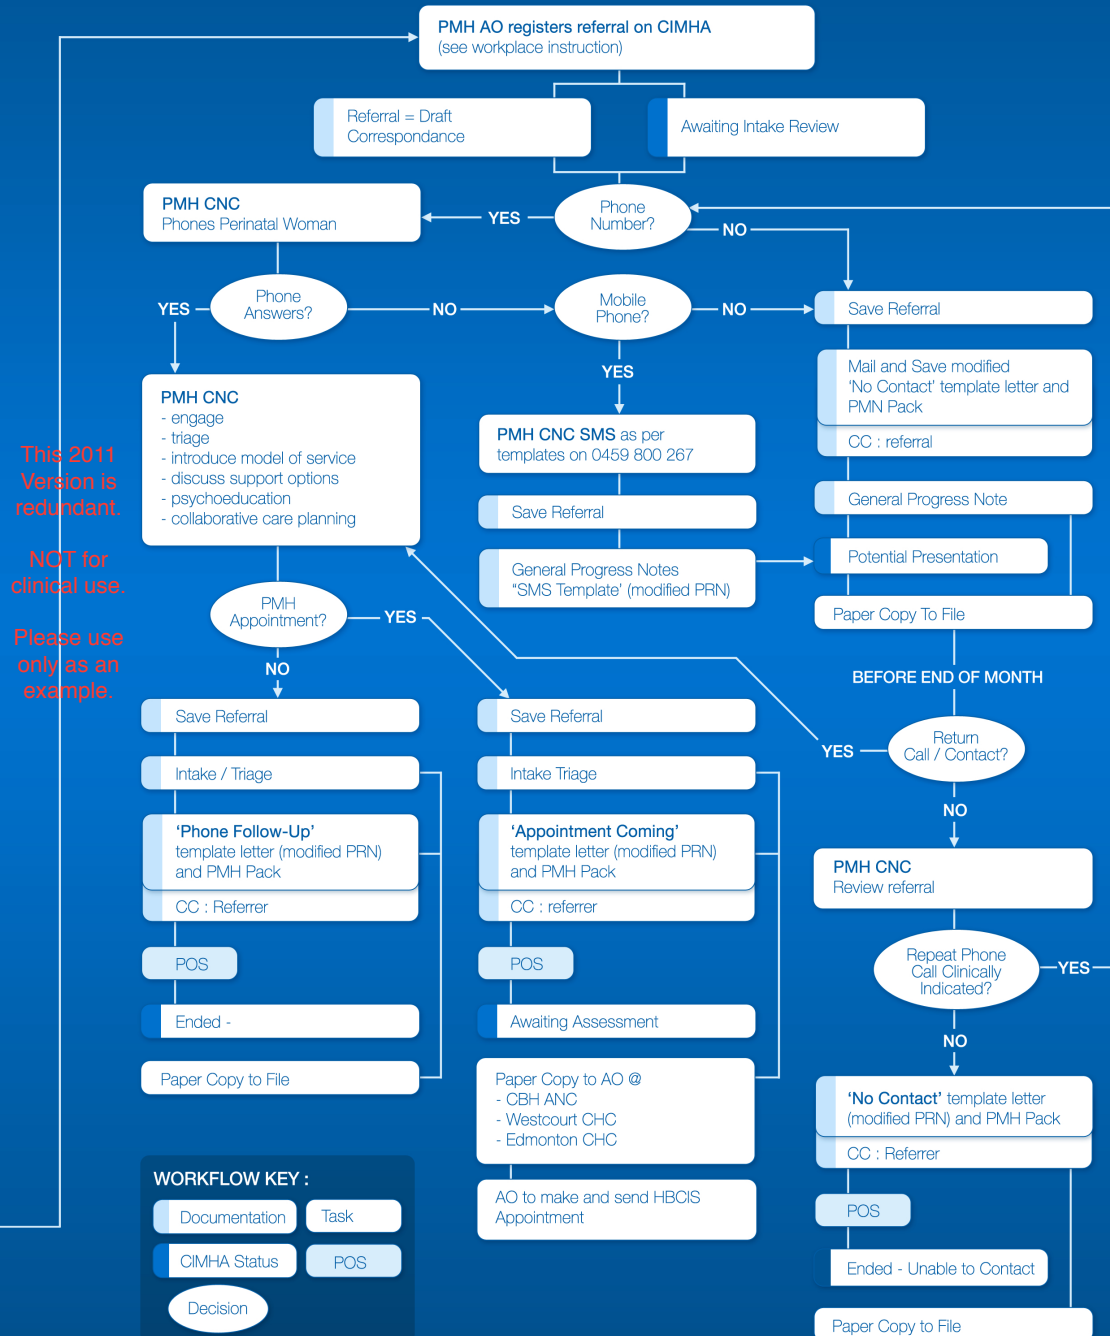 PMH AO registers referral on CIMHA
(see workplace instruction)
Referral = Draft
Correspondance
Awaiting Intake Review
PMH CNC
Phones Perinatal Woman
YES
Phone
Number?
NO
YES
Phone
Answers?
NO
Mobile
Phone?
NO
Save Referral
YES
Mail and Save modified
‘No Contact’ template letter and
PMN Pack
CC : referral
PMH CNC
- engage
- triage
- introduce model of service
- discuss support options
- psychoeducation
- collaborative care planning
PMH CNC SMS as per
templates on 0459 800 267
Save Referral
General Progress Notes
“SMS Template’ (modified PRN)
General Progress Note
Potential Presentation
Paper Copy To File
This 2011
Version is
redundant.
NOT for
clinical use.
Please use
only as an
example.
PMH
Appointment?
YES
NO
BEFORE END OF MONTH
Return
Call / Contact?
YES
NO
Save Referral
Intake / Triage
‘Phone Follow-Up’
template letter (modified PRN)
and PMH Pack
CC : Referrer
POS
Ended -
Paper Copy to File
Save Referral
Intake Triage
‘Appointment Coming’
template letter (modified PRN)
and PMH Pack
CC : referrer
POS
Awaiting Assessment
Paper Copy to AO @
- CBH ANC
- Westcourt CHC
- Edmonton CHC
AO to make and send HBCIS
Appointment
PMH CNC
Review referral
Repeat Phone
Call Clinically
Indicated?
YES
NO
‘No Contact’ template letter
(modified PRN) and PMH Pack
CC : Referrer
POS
Ended - Unable to Contact
Paper Copy to File
WORKFLOW KEY :
Documentation
Task
CIMHA Status
POS
Decision